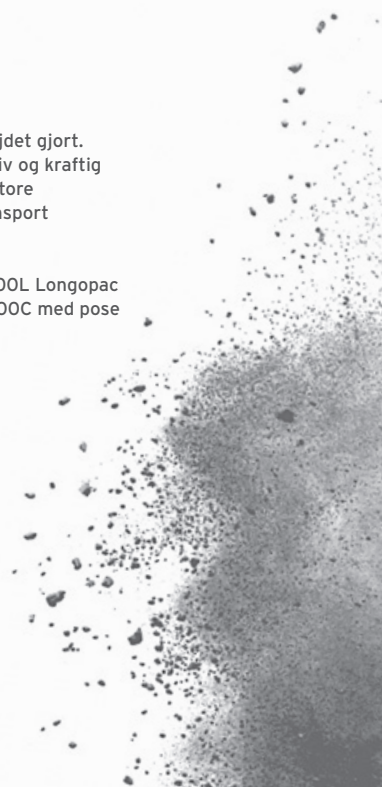 jdet gjort.
iv og kraftig
tore
nsport
OOL Longopac
OOC med pose